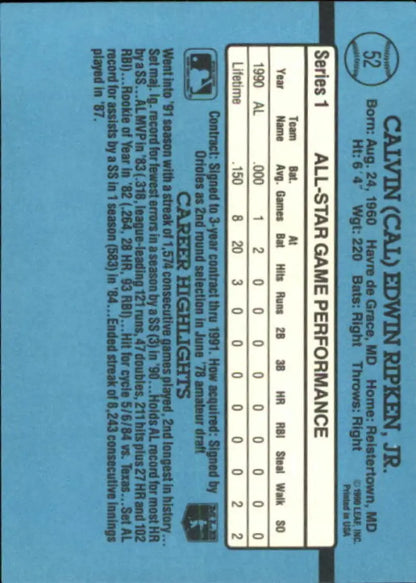 52
CALVIN (CAL) EDWIN RIPKEN, JR.
Born: Aug. 24, 1960 Havre de Grace, MD Home: Reistertown, MD
Ht: 6'4" Wgt: 220 Bats: Right Throws: Right
© 1990 LEAF, INC.
Printed in USA
Series 1 ALL-STAR GAME PERFORMANCE
Team Bat. At
Year Name Avg. Games Bat Hits Runs 2B 3B HR RBI Steal Walk SO
1990 AL .000 1 2 0 0 0 0 0 0 0 0 2
Lifetime .150 8 20 3 0 0 0 0 0 0 0 2
Contract: Signed to 3-year contract thru 1991. How acquired: Signed by
Orioles as 2nd round selection in June '78 amateur draft
CAREER HIGHLIGHTS
Went into '91 season with a streak of 1,574 consecutive games played, 2nd longest in history...
Set maj. lg. record for fewest errors in a season by a SS (3) in '90...Holds AL record for most HR
by a SS...AL MVP in '83 (.318, league-leading 121 runs, 47 doubles, 211 hits plus 27 HR and 102
RBI)...Rookie of Year in '82 (.264, 28 HR, 93 RBI)...Hit for cycle 5/6/84 vs. Texas...Set AL
record for assists by a SS in 1 season (583) in '84...Ended streak of 8,243 consecutive innings
played in '87.